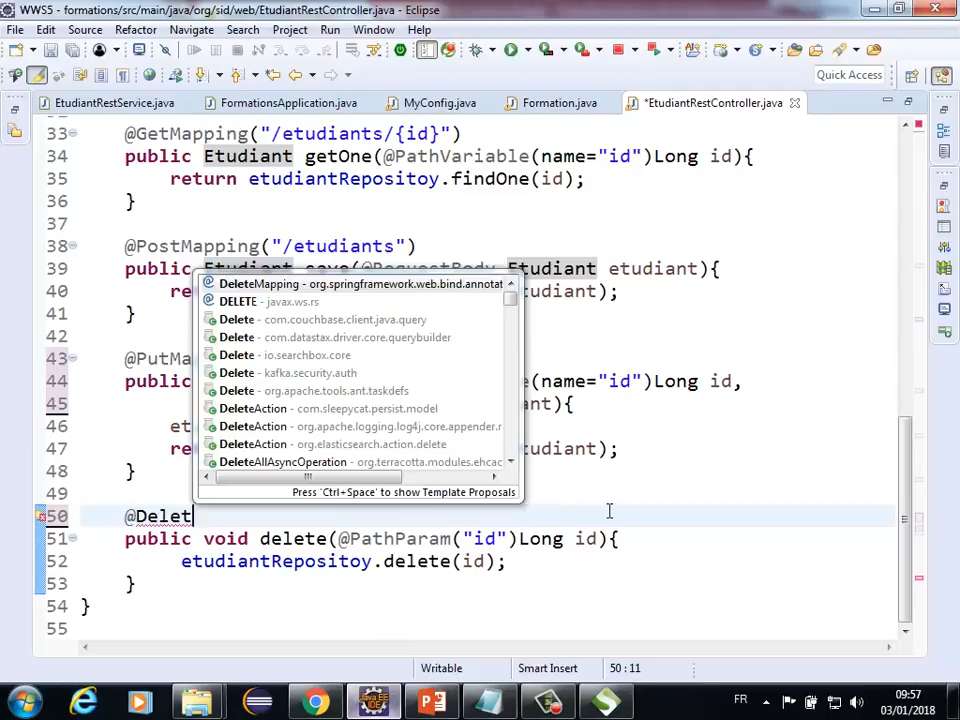 WWS5 - formations/src/main/java/org/sid/web/EtudiantRestController.java - Eclipse
File Edit Source Refactor Navigate Search Project Run Window Help
Quick Access
EtudiantRestService.java FormationsApplication.java MyConfig.java Formation.java *EtudiantRestController.java
33 @GetMapping("/etudiants/{id}")
34 public Etudiant getOne(@PathVariable(name="id")Long id){
35 return etudiantRepositoy.findOne(id);
36 }
37
38 @PostMapping("/etudiants")
39 public Etudiant save(@RequestBody Etudiant etudiant){
40 re tudiant);
41 }
42
43 @PutMa
44 public e(name="id")Long id,
45 ant){
46 et
47 re tudiant);
48 }
49
50 @Delet
51 public void delete(@PathParam("id")Long id){
52 etudiantRepositoy.delete(id);
53 }
54 }
55
DeleteMapping - org.springframework.web.bind.annotat
DELETE - javax.ws.rs
Delete - com.couchbase.client.java.query
Delete - com.datastax.driver.core.querybuilder
Delete - io.searchbox.core
Delete - kafka.security.auth
Delete - org.apache.tools.ant.taskdefs
DeleteAction - com.sleepycat.persist.model
DeleteAction - org.apache.logging.log4j.core.appender.r
DeleteAction - org.elasticsearch.action.delete
DeleteAllAsyncOperation - org.terracotta.modules.ehcac
Press 'Ctrl+Space' to show Template Proposals
Writable Smart Insert 50 : 11
FR 09:57
03/01/2018